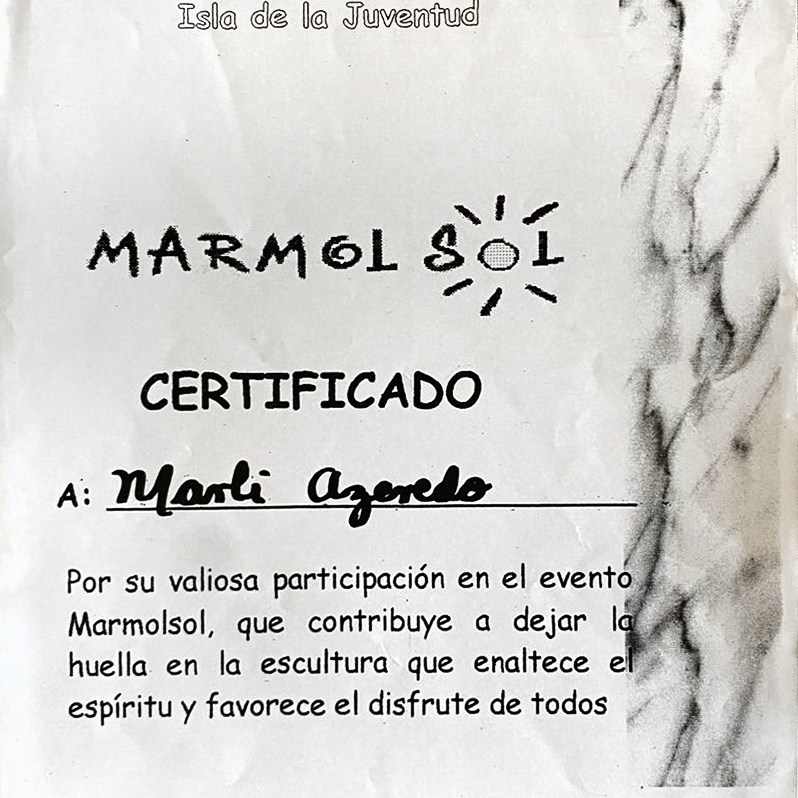 Isla de la Juventud
MARMOL SOL
CERTIFICADO
A: Marli Azeredo
Por su valiosa participación en el evento
Marmolsol, que contribuye a dejar la
huella en la escultura que enaltece el
espíritu y favorece el disfrute de todos